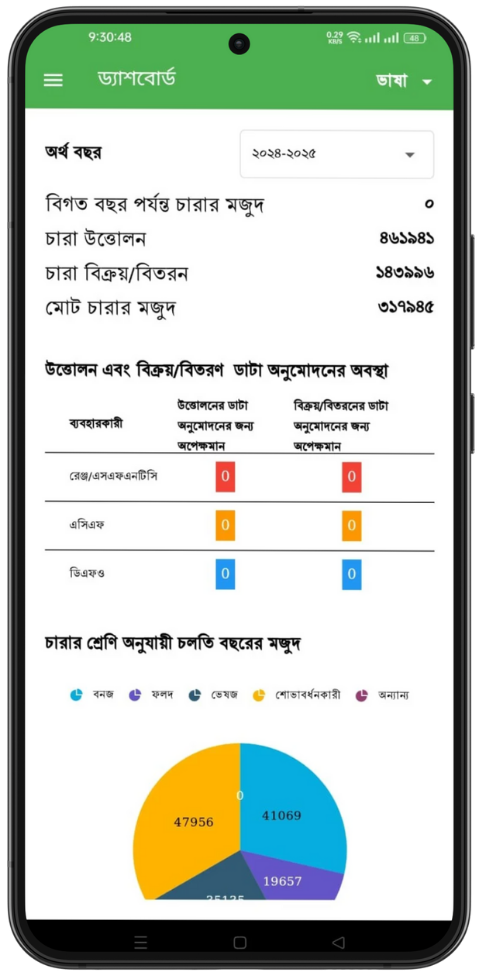 9:30:48
0.29 KB/S 48
ড্যাশবোর্ড ভাষা
অর্থ বছর ২০২৪-২০২৫
বিগত বছর পর্যন্ত চারার মজুদ ০
চারা উত্তোলন ৪৬১৯৪১
চারা বিক্রয়/বিতরন ১৪৩৯৯৬
মোট চারার মজুদ ৩১৭৯৪৫
উত্তোলন এবং বিক্রয়/বিতরণ ডাটা অনুমোদনের অবস্থা
ব্যবহারকারী
উত্তোলনের ডাটা
অনুমোদনের জন্য
অপেক্ষমান
বিক্রয়/বিতরনের ডাটা
অনুমোদনের জন্য
অপেক্ষমান
রেঞ্জ/এসএফএনটিসি 0 0
এসিএফ 0 0
ডিএফও 0 0
চারার শ্রেণি অনুযায়ী চলতি বছরের মজুদ
বনজ ফলদ ভেষজ শোভাবর্ধনকারী অন্যান্য
0
47956 41069
19657